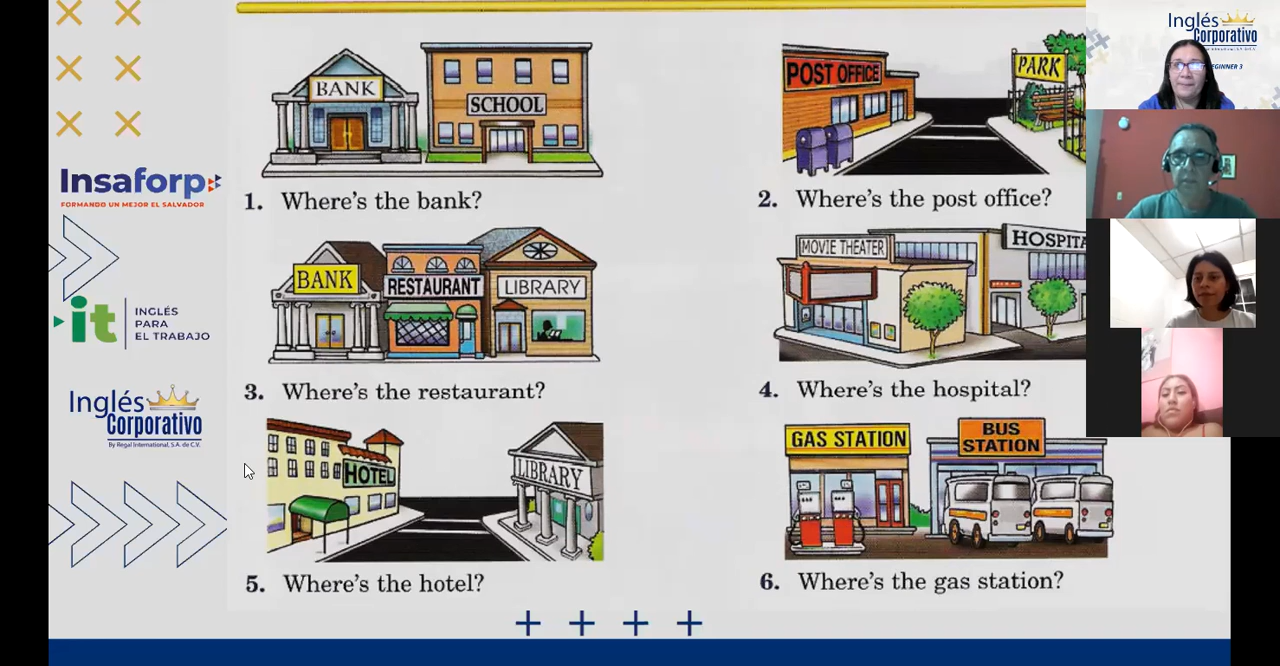 Insaforp
FORMANDO UN MEJOR EL SALVADOR
it INGLÉS
PARA
EL TRABAJO
Inglés
Corporativo
By Regal International, S.A. de C.V.
BANK
SCHOOL
1. Where's the bank?
POST OFFICE
PARK
2. Where's the post office?
BANK
RESTAURANT
LIBRARY
3. Where's the restaurant?
MOVIE THEATER
HOSPITA
4. Where's the hospital?
HOTEL
LIBRARY
5. Where's the hotel?
GAS STATION
BUS
STATION
6. Where's the gas station?
Inglés
Corporativo
EGINNER 3